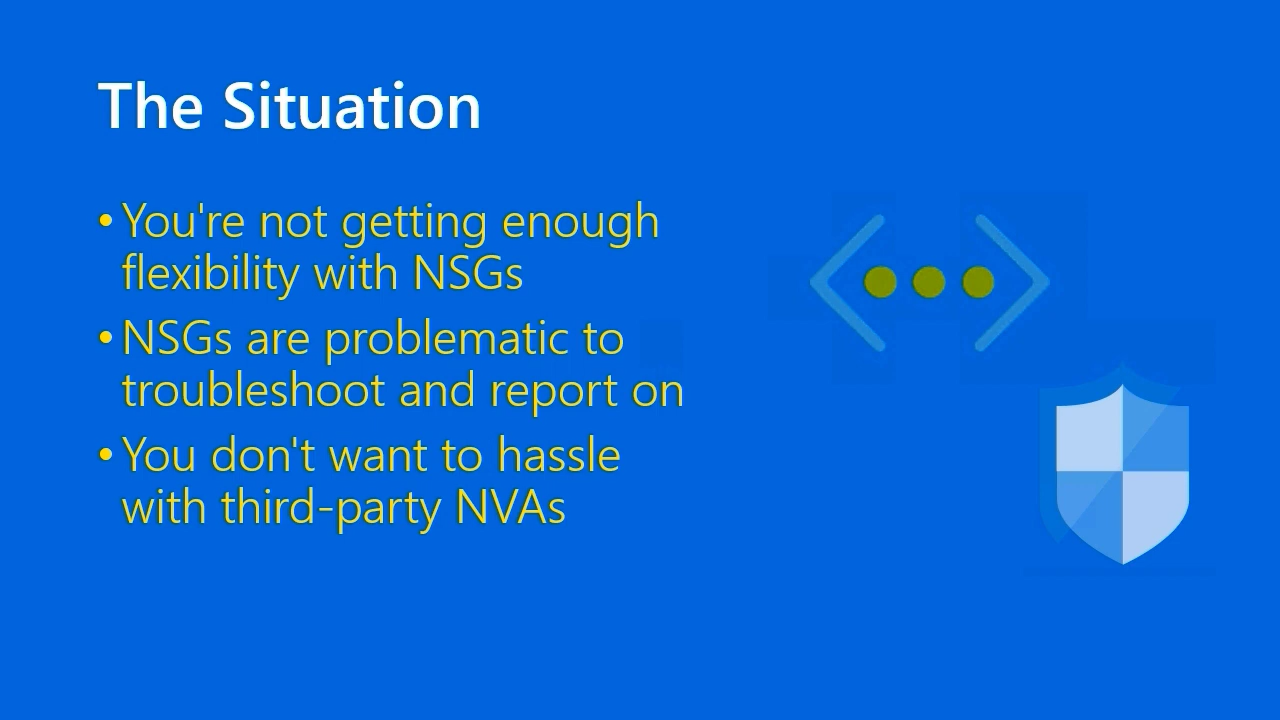 The Situation
• You're not getting enough
flexibility with NSGs
• NSGs are problematic to
troubleshoot and report on
• You don't want to hassle
with third-party NVAs